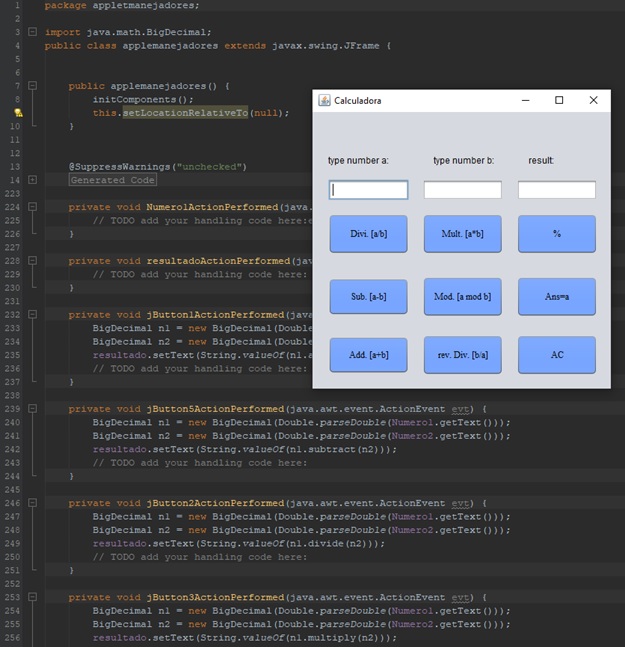 1 package appletmanejadores;
2
3 import java.math.BigDecimal;
4 public class applemanejadores extends javax.swing.JFrame {
5
6
7 public applemanejadores() {
8 initComponents();
this.setLocationRelativeTo(null);
10 }
11
12
13 @SuppressWarnings("unchecked")
14 Generated Code
223
224 private void Numero1ActionPerformed(java.
225 // TODO add your handling code here:e
226 }
227
228 private void resultadoActionPerformed(jav
229 // TODO add your handling code here:
230 }
231
232 private void jButton1ActionPerformed(java
233 BigDecimal n1 = new BigDecimal(Double.
234 BigDecimal n2 = new BigDecimal(Double.
235 resultado.setText(String.valueOf(n1.a
236 // TODO add your handling code here:
237 }
238
239 private void jButton5ActionPerformed(java.awt.event.ActionEvent evt) {
240 BigDecimal n1 = new BigDecimal(Double.parseDouble(Numero1.getText()));
241 BigDecimal n2 = new BigDecimal(Double.parseDouble(Numero2.getText()));
242 resultado.setText(String.valueOf(n1.subtract(n2)));
243 // TODO add your handling code here:
244 }
245
246 private void jButton2ActionPerformed(java.awt.event.ActionEvent evt) {
247 BigDecimal n1 = new BigDecimal(Double.parseDouble(Numero1.getText()));
248 BigDecimal n2 = new BigDecimal(Double.parseDouble(Numero2.getText()));
249 resultado.setText(String.valueOf(n1.divide(n2)));
250 // TODO add your handling code here:
251 }
252
253 private void jButton3ActionPerformed(java.awt.event.ActionEvent evt) {
254 BigDecimal n1 = new BigDecimal(Double.parseDouble(Numero1.getText()));
255 BigDecimal n2 = new BigDecimal(Double.parseDouble(Numero2.getText()));
256 resultado.setText(String.valueOf(n1.multiply(n2)));
Calculadora
type number a: type number b: result:
Divi. [a/b] Mult. [a*b] %
Sub. [a-b] Mod. [a mod b] Ans=a
Add. [a+b] rev. Div. [b/a] AC